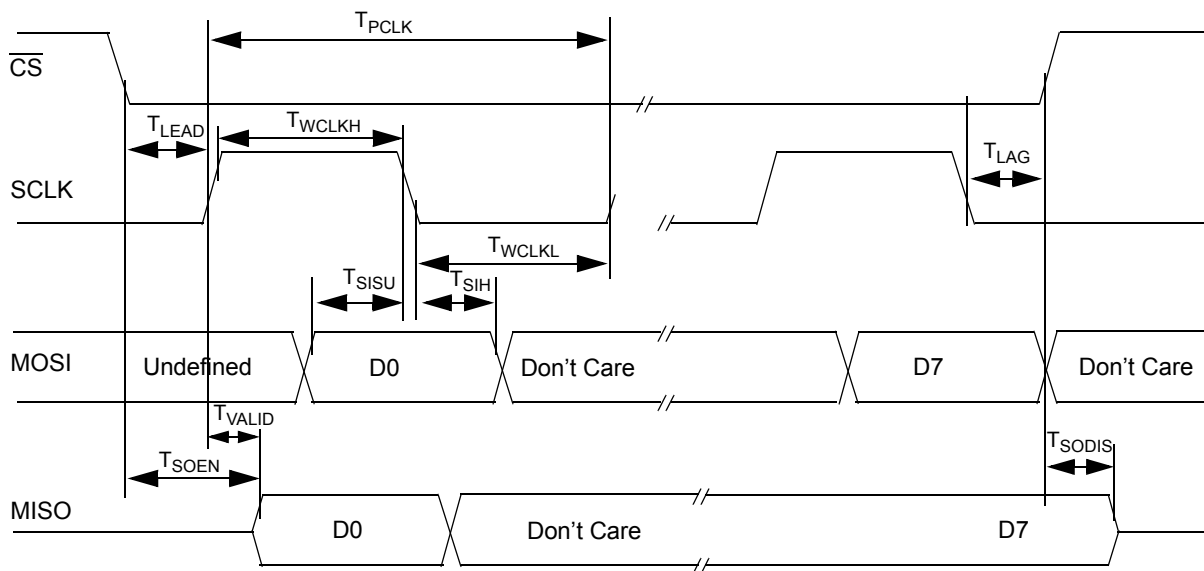 T_PCLK
CS
T_LEAD
T_WCLKH
T_LAG
SCLK
T_WCLKL
T_SISU
T_SIH
MOSI
Undefined
D0
Don't Care
D7
Don't Care
T_VALID
T_SOEN
T_SODIS
MISO
D0
Don't Care
D7